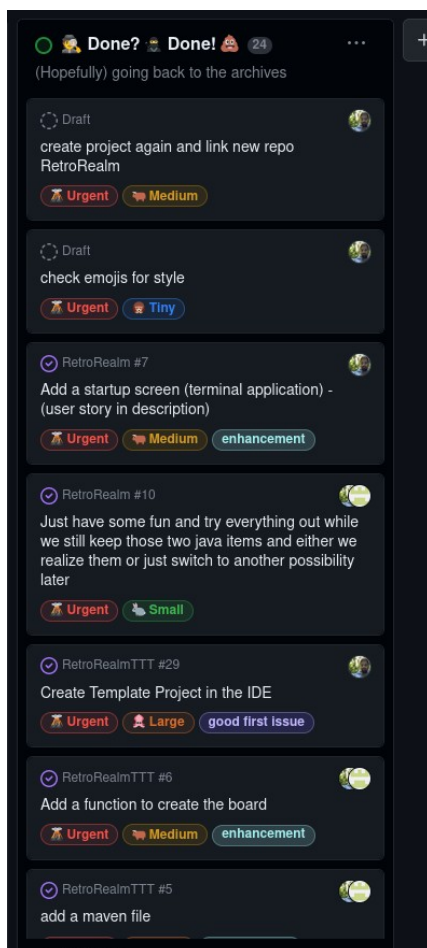 Done? Done! 24
(Hopefully) going back to the archives
Draft
create project again and link new repo
RetroRealm
Urgent Medium
Draft
check emojis for style
Urgent Tiny
RetroRealm #7
Add a startup screen (terminal application) -
(user story in description)
Urgent Medium enhancement
RetroRealm #10
Just have some fun and try everything out while
we still keep those two java items and either we
realize them or just switch to another possibility
later
Urgent Small
RetroRealmTTT #29
Create Template Project in the IDE
Urgent Large good first issue
RetroRealmTTT #6
Add a function to create the board
Urgent Medium enhancement
RetroRealmTTT #5
add a maven file